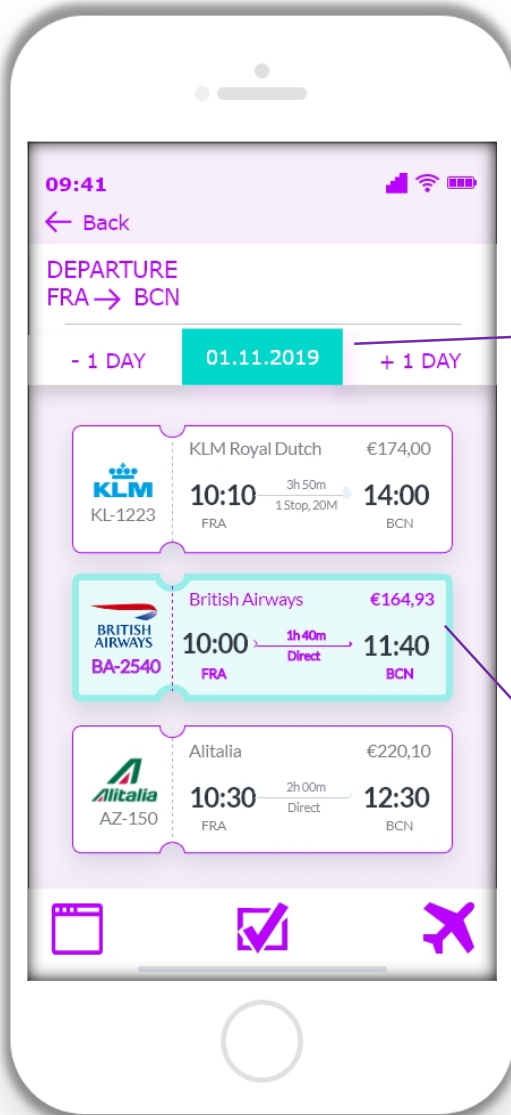 09:41
← Back
DEPARTURE
FRA → BCN
- 1 DAY 01.11.2019 + 1 DAY
KLM Royal Dutch €174,00
KLM
KL-1223
10:10 3h 50m 14:00
1 Stop, 20M
FRA BCN
British Airways €164,93
BRITISH
AIRWAYS
BA-2540
10:00 1h 40m 11:40
Direct
FRA BCN
Alitalia €220,10
Alitalia
AZ-150
10:30 2h 00m 12:30
Direct
FRA BCN